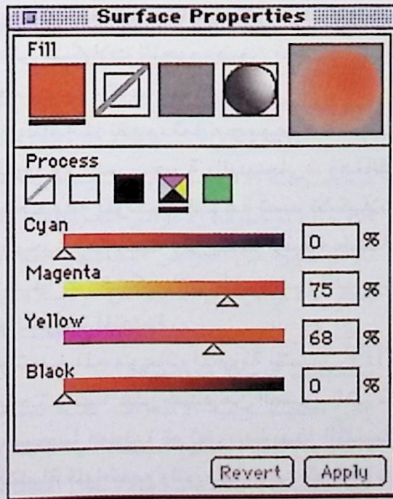 Surface Properties
Fill
Process
Cyan
0 %
Magenta
75 %
Yellow
68 %
Black
0 %
Revert Apply